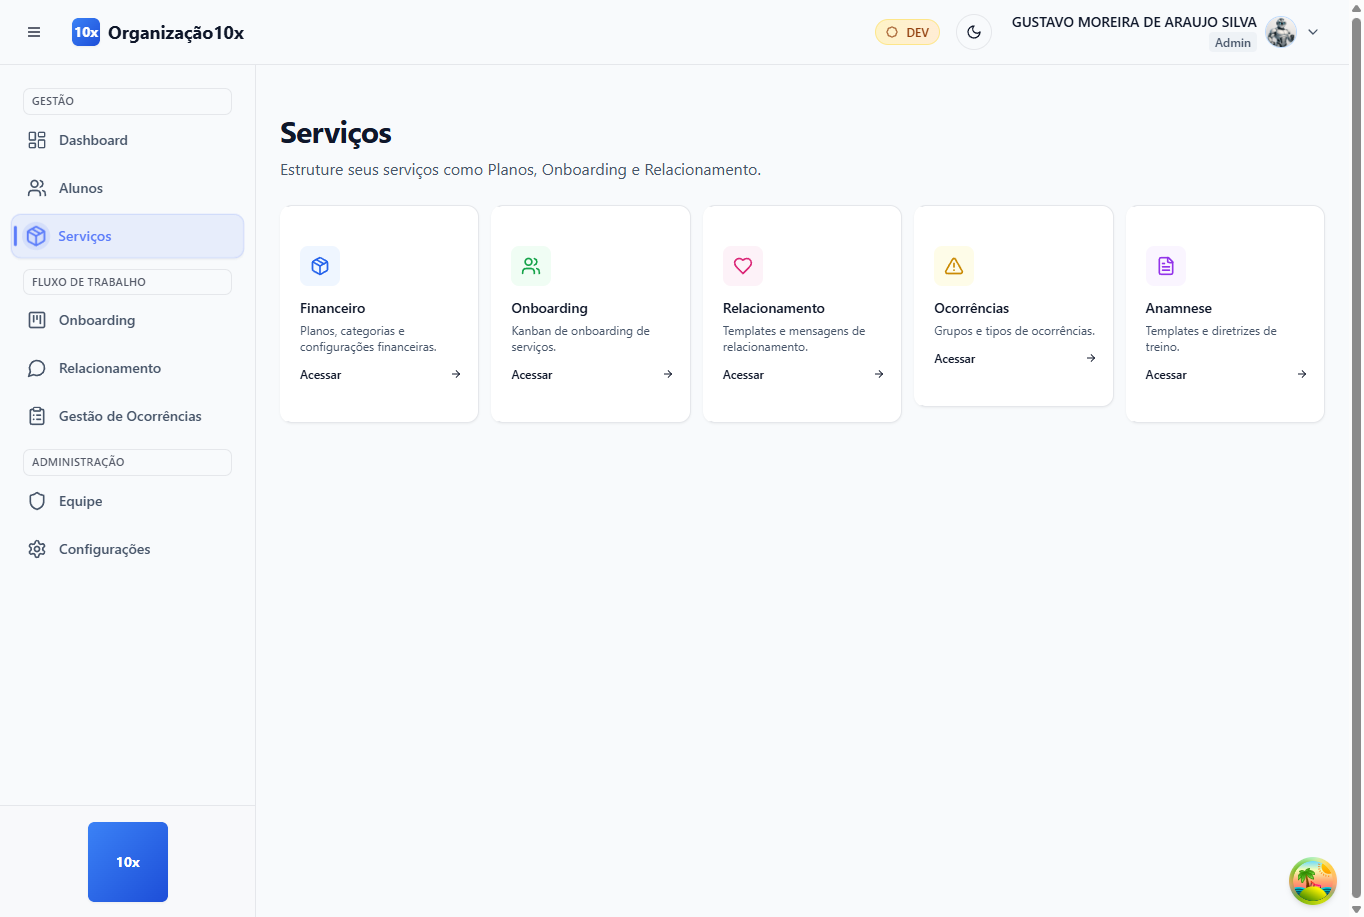 10x Organização10x
DEV
GUSTAVO MOREIRA DE ARAUJO SILVA
Admin
GESTÃO
Dashboard
Alunos
Serviços
FLUXO DE TRABALHO
Onboarding
Relacionamento
Gestão de Ocorrências
ADMINISTRAÇÃO
Equipe
Configurações
10x
Serviços
Estruture seus serviços como Planos, Onboarding e Relacionamento.
Financeiro
Planos, categorias e
configurações financeiras.
Acessar
Onboarding
Kanban de onboarding de
serviços.
Acessar
Relacionamento
Templates e mensagens de
relacionamento.
Acessar
Ocorrências
Grupos e tipos de ocorrências.
Acessar
Anamnese
Templates e diretrizes de
treino.
Acessar